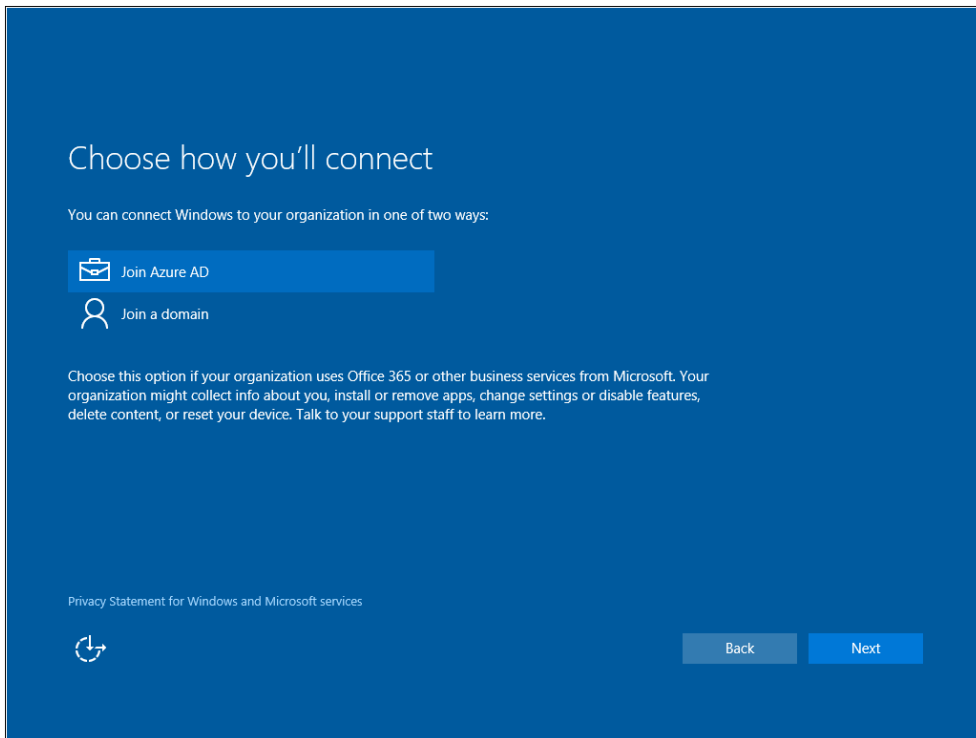 Choose how you'll connect
You can connect Windows to your organization in one of two ways:
Join Azure AD
Join a domain
Choose this option if your organization uses Office 365 or other business services from Microsoft. Your
organization might collect info about you, install or remove apps, change settings or disable features,
delete content, or reset your device. Talk to your support staff to learn more.
Privacy Statement for Windows and Microsoft services
Back
Next